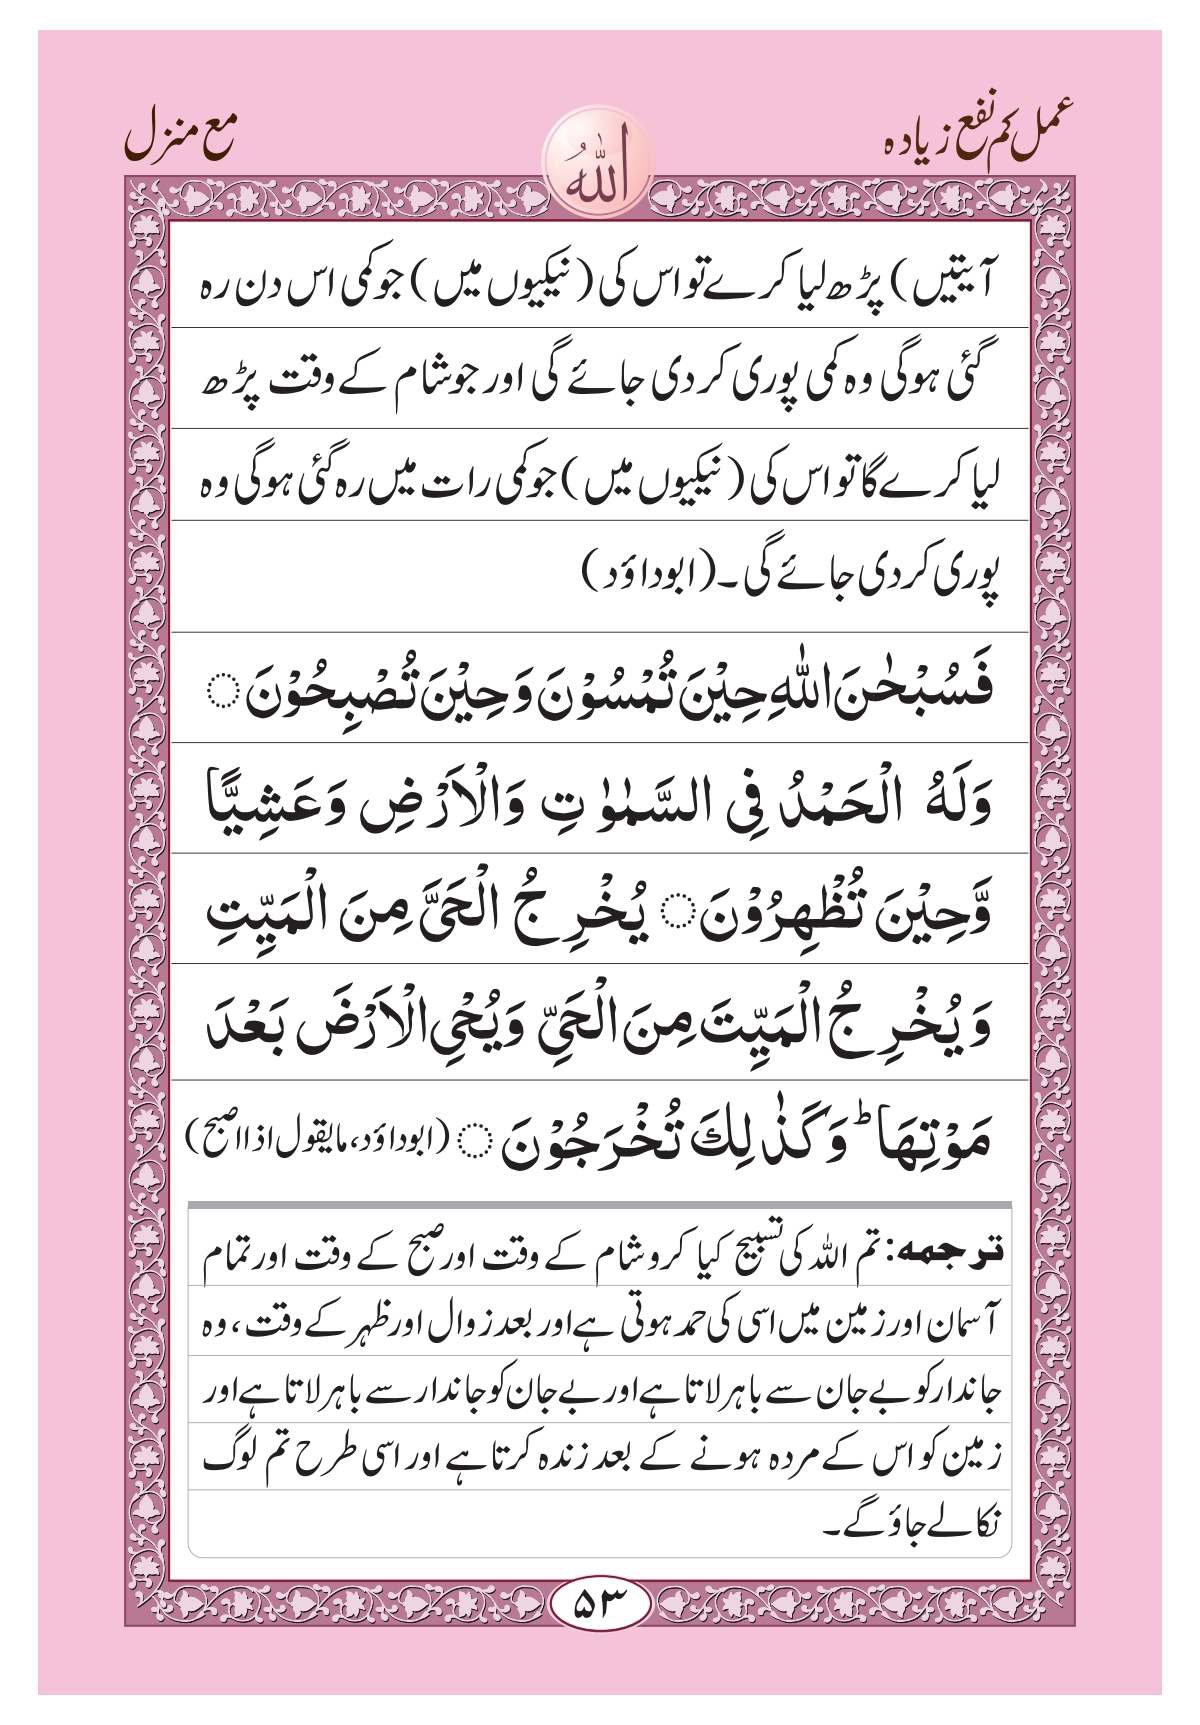 عمل کم نفع زیادہ
اللہ
مع منزل
آیتیں) پڑھ لیا کرے تو اس کی (نیکیوں میں) جو کمی اس دن رہ
گئی ہوگی وہ کمی پوری کر دی جائے گی اور جو شام کے وقت پڑھ
لیا کرے گا تو اس کی (نیکیوں میں) جو کمی رات میں رہ گئی ہوگی وہ
پوری کر دی جائے گی۔ (ابوداؤد)
فَسُبْحٰنَ اللّٰهِ حِيْنَ تُمْسُوْنَ وَحِيْنَ تُصْبِحُوْنَ ۝
وَلَهُ الْحَمْدُ فِي السَّمٰوٰتِ وَالْاَرْضِ وَعَشِيًّا
وَّحِيْنَ تُظْهِرُوْنَ ۝ يُخْرِجُ الْحَيَّ مِنَ الْمَيِّتِ
وَيُخْرِجُ الْمَيِّتَ مِنَ الْحَيِّ وَيُحْيِ الْاَرْضَ بَعْدَ
مَوْتِهَا ؕ وَكَذٰلِكَ تُخْرَجُوْنَ ۝ (ابوداؤد، مایقول اذا اصبح)
ترجمہ: تم اللہ کی تسبیح کیا کرو شام کے وقت اور صبح کے وقت اور تمام
آسمان اور زمین میں اسی کی حمد ہوتی ہے اور بعد زوال اور ظہر کے وقت، وہ
جاندار کو بے جان سے باہر لاتا ہے اور بے جان کو جاندار سے باہر لاتا ہے اور
زمین کو اس کے مردہ ہونے کے بعد زندہ کرتا ہے اور اسی طرح تم لوگ
نکالے جاؤ گے۔
۵۳